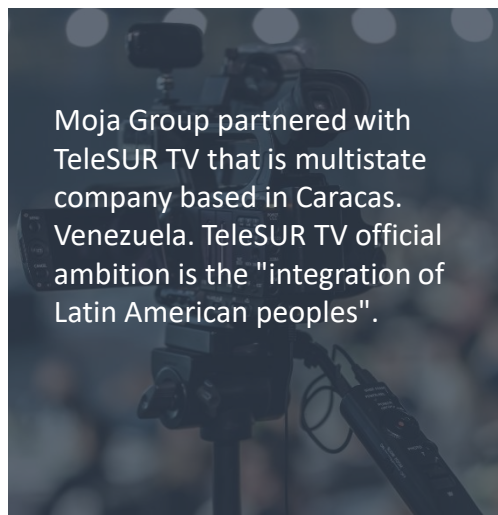 Moja Group partnered with
TeleSUR TV that is multistate
company based in Caracas.
Venezuela. TeleSUR TV official
ambition is the "integration of
Latin American peoples".